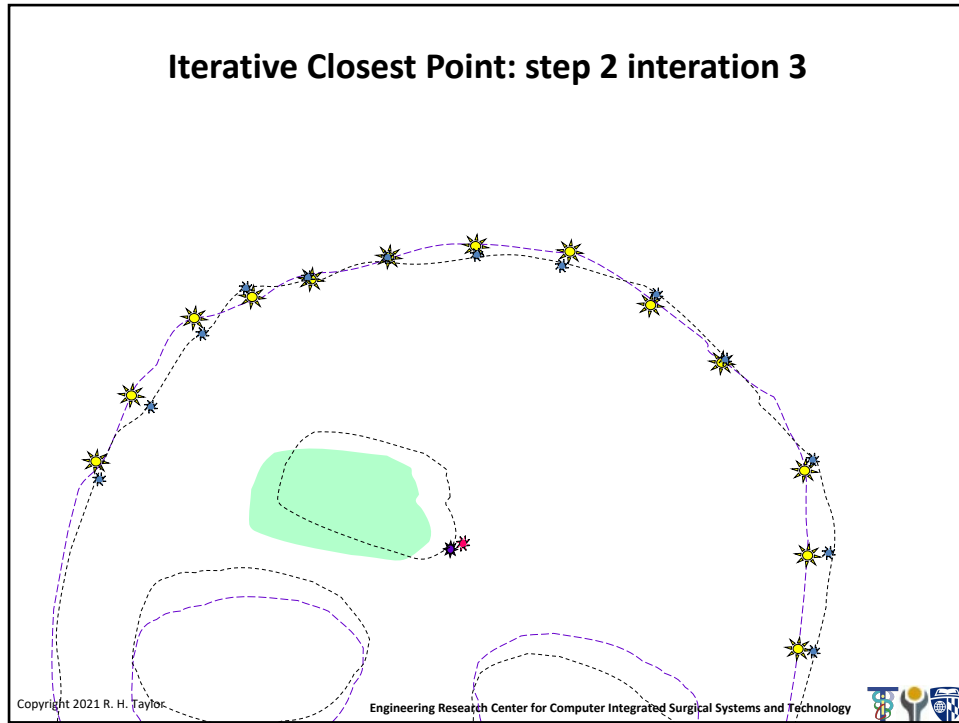 Iterative Closest Point: step 2 interation 3
Copyright 2021 R. H. Taylor
Engineering Research Center for Computer Integrated Surgical Systems and Technology